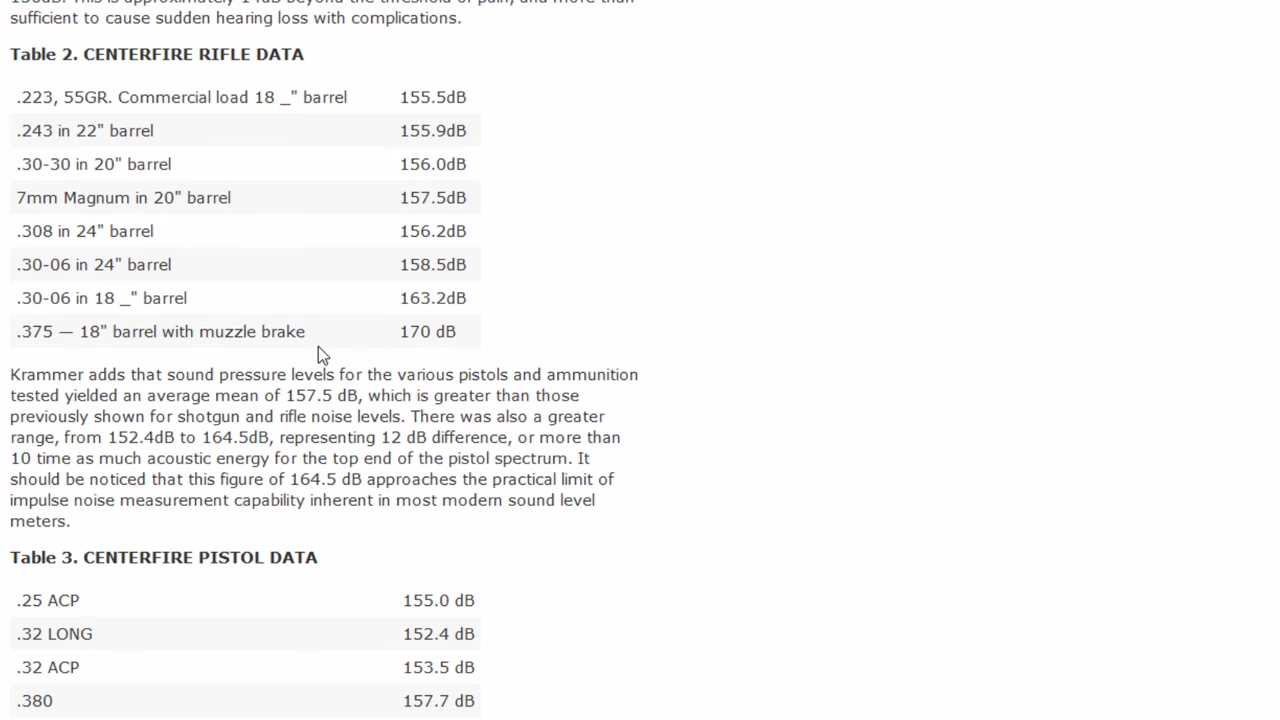 sufficient to cause sudden hearing loss with complications.
Table 2. CENTERFIRE RIFLE DATA
.223, 55GR. Commercial load 18 _" barrel 155.5dB
.243 in 22" barrel 155.9dB
.30-30 in 20" barrel 156.0dB
7mm Magnum in 20" barrel 157.5dB
.308 in 24" barrel 156.2dB
.30-06 in 24" barrel 158.5dB
.30-06 in 18 _" barrel 163.2dB
.375 — 18" barrel with muzzle brake 170 dB
Krammer adds that sound pressure levels for the various pistols and ammunition
tested yielded an average mean of 157.5 dB, which is greater than those
previously shown for shotgun and rifle noise levels. There was also a greater
range, from 152.4dB to 164.5dB, representing 12 dB difference, or more than
10 time as much acoustic energy for the top end of the pistol spectrum. It
should be noticed that this figure of 164.5 dB approaches the practical limit of
impulse noise measurement capability inherent in most modern sound level
meters.
Table 3. CENTERFIRE PISTOL DATA
.25 ACP 155.0 dB
.32 LONG 152.4 dB
.32 ACP 153.5 dB
.380 157.7 dB